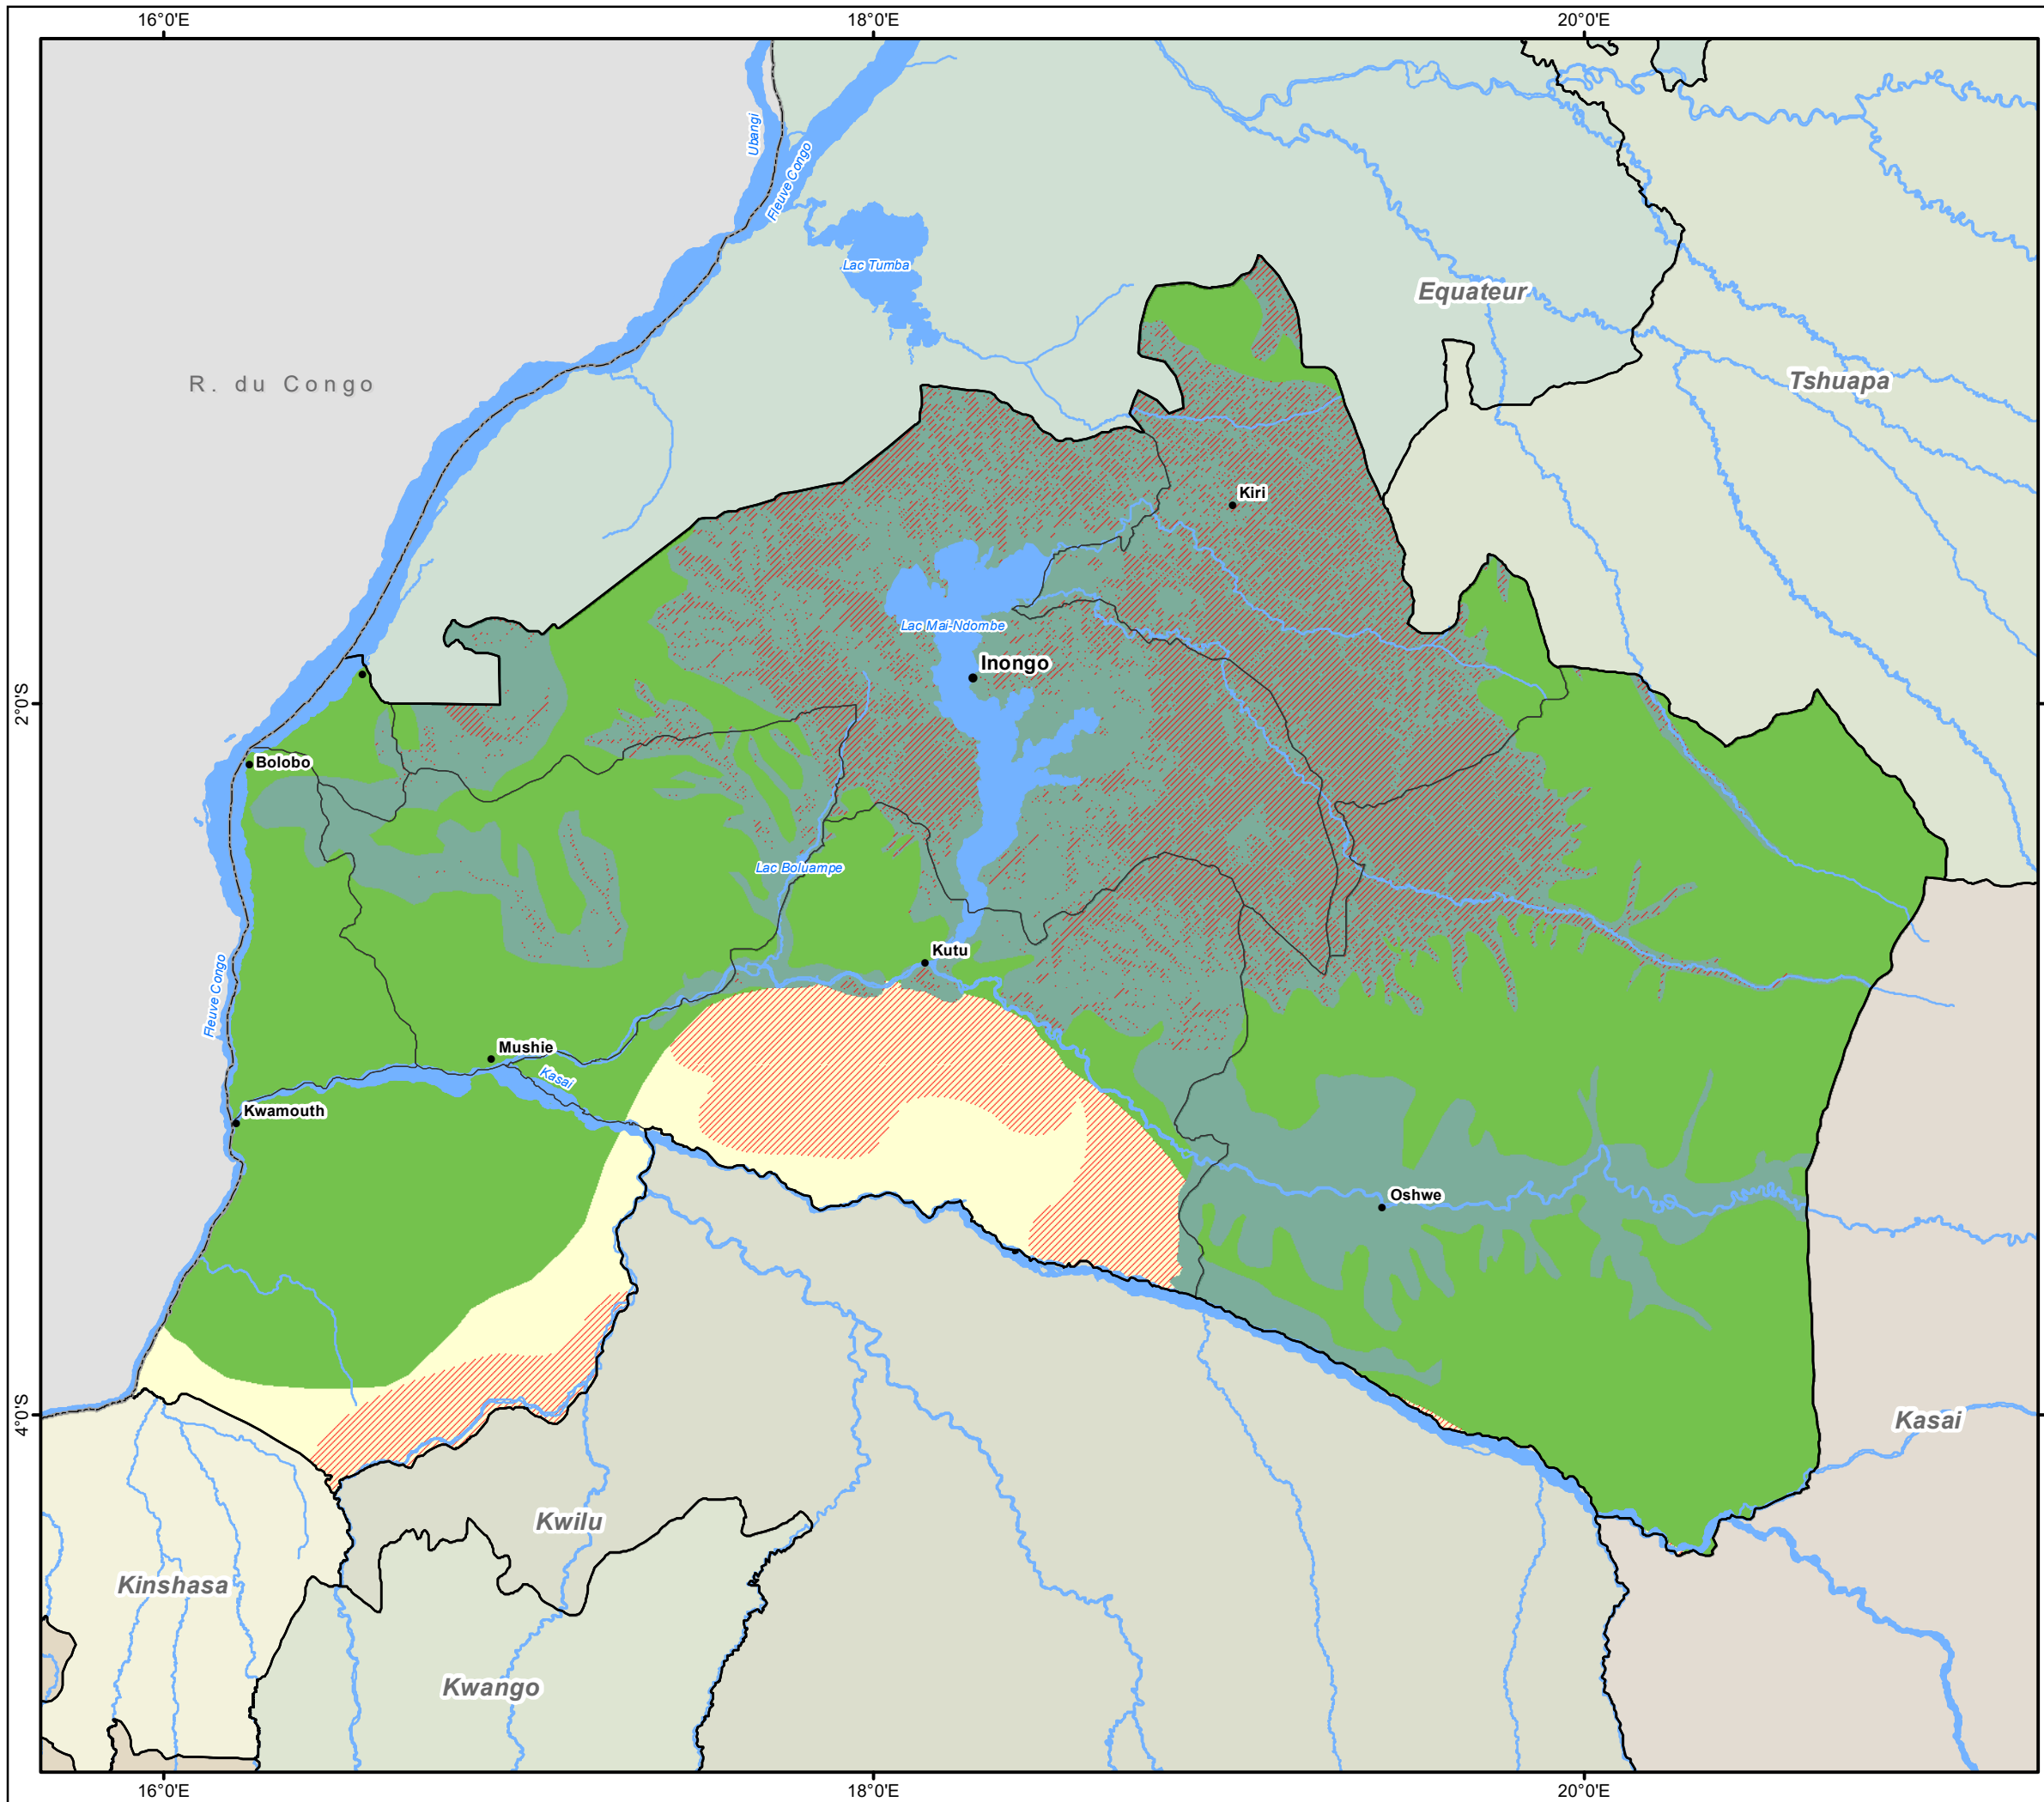 16°0'E
18°0'E
20°0'E
Ubangi
Fleuve Congo
Lac Tumba
Equateur
R. du Congo
Tshuapa
Kiri
Lac Mai-Ndombe
Inongo
2°0'S
Bolobo
Lac Boluampe
Kutu
Fleuve Congo
Mushie
Kasai
Kwamouth
Oshwe
4°0'S
Kasai
Kwilu
Kinshasa
Kwango
16°0'E
18°0'E
20°0'E